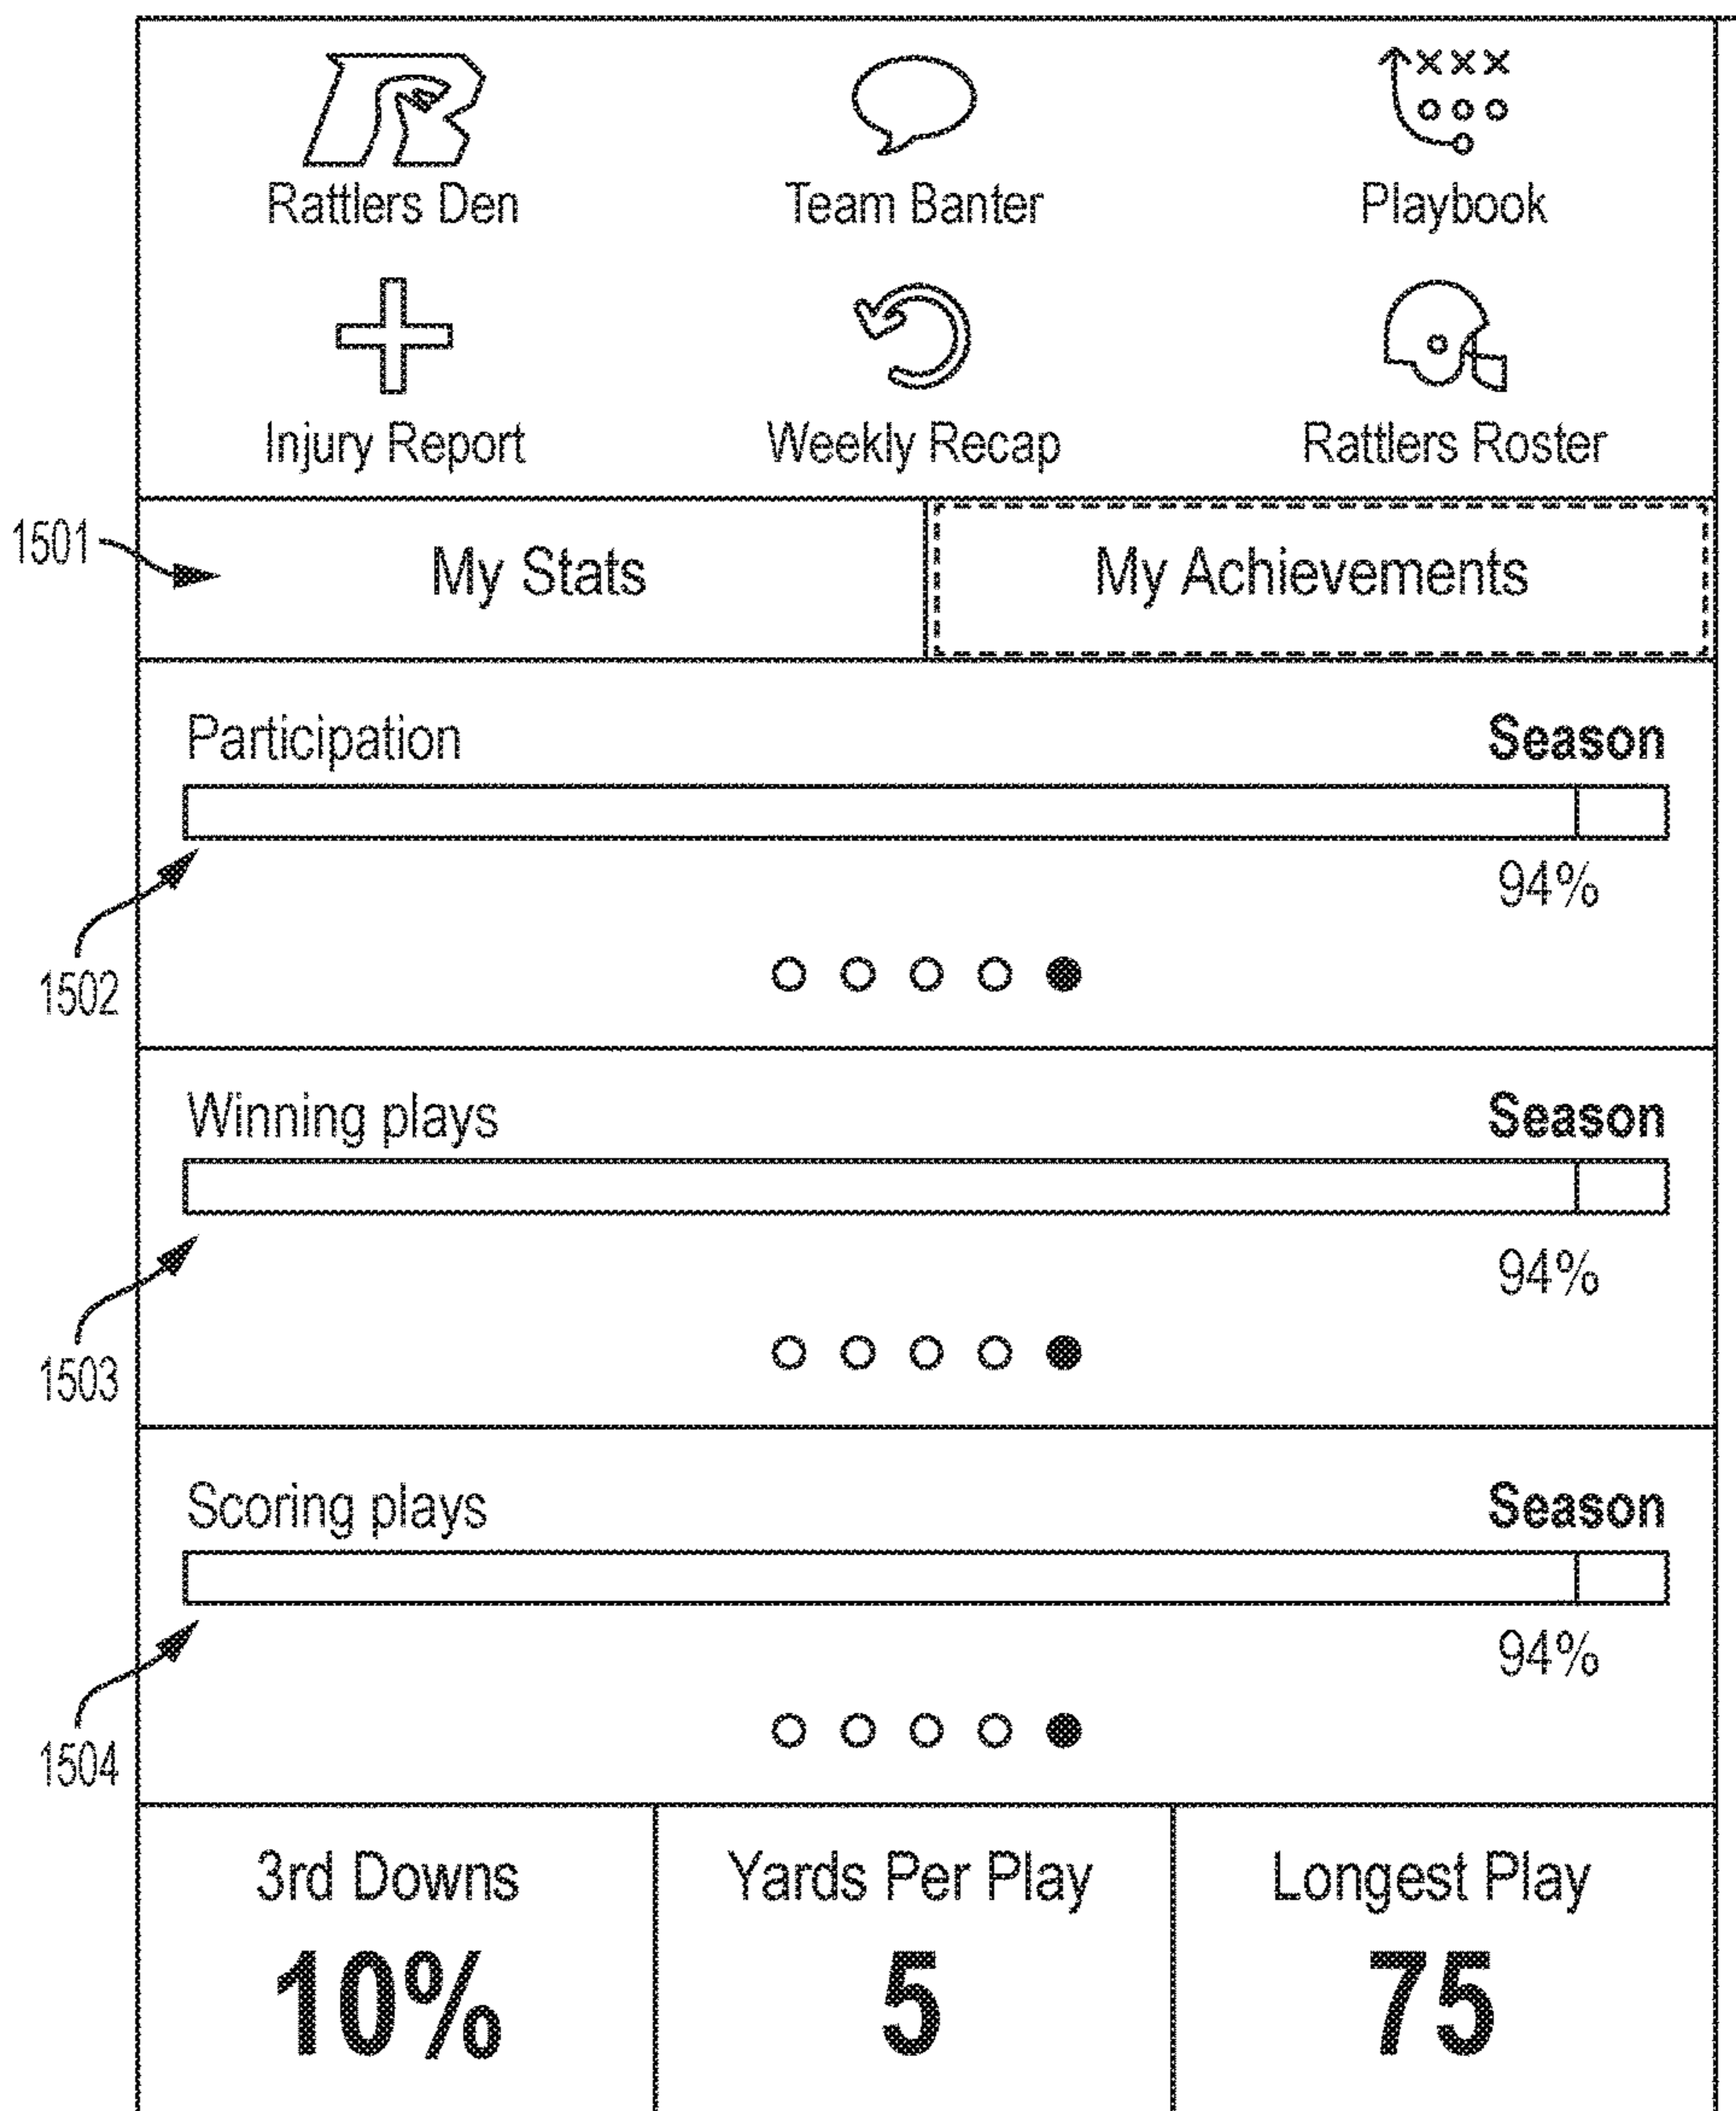 Rattlers Den Team Banter Playbook
Injury Report Weekly Recap Rattlers Roster
1501 My Stats My Achievements
Participation Season
94%
1502
Winning plays Season
94%
1503
Scoring plays Season
94%
1504
3rd Downs Yards Per Play Longest Play
10% 5 75